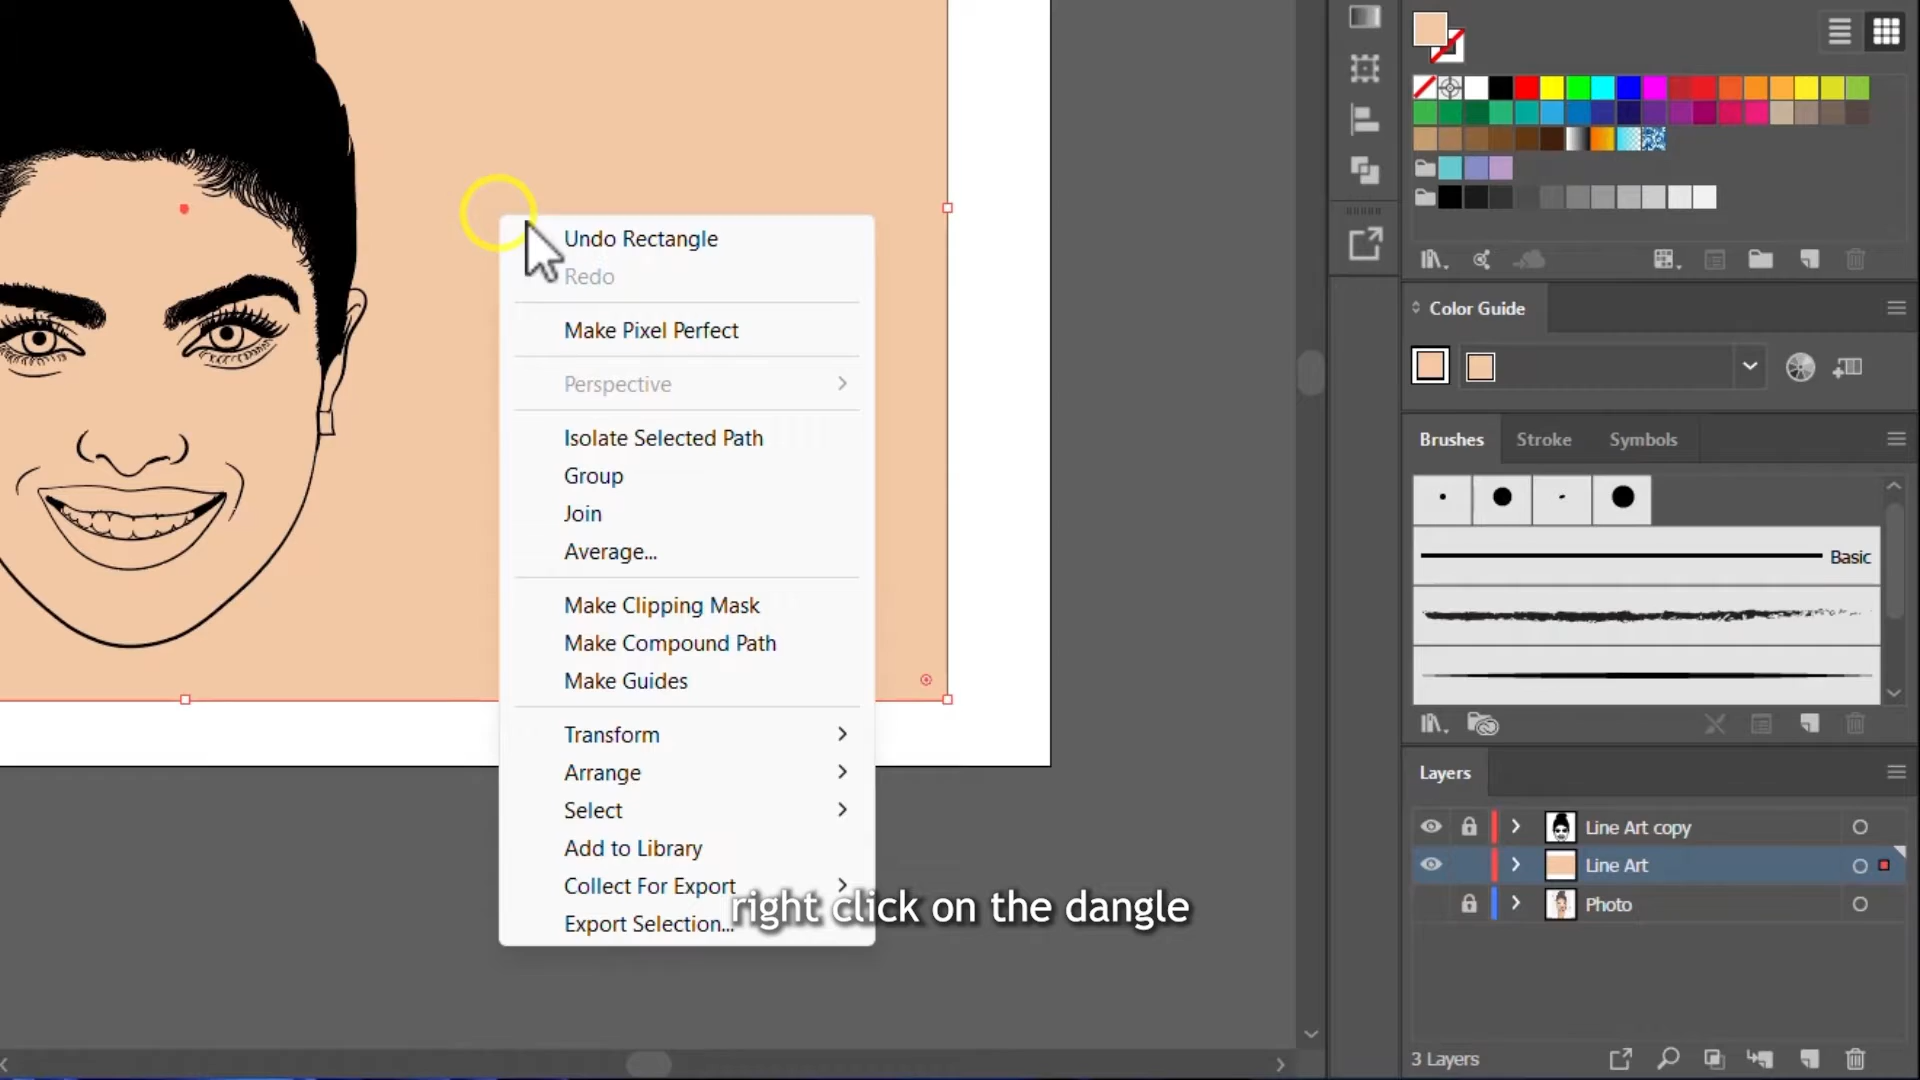 Undo Rectangle
Redo
Make Pixel Perfect
Perspective
Isolate Selected Path
Group
Join
Average...
Make Clipping Mask
Make Compound Path
Make Guides
Transform
Arrange
Select
Add to Library
Collect For Export
Export Selection...
right click on the dangle
Color Guide
Brushes Stroke Symbols
Basic
Layers
Line Art copy
Line Art
Photo
3 Layers